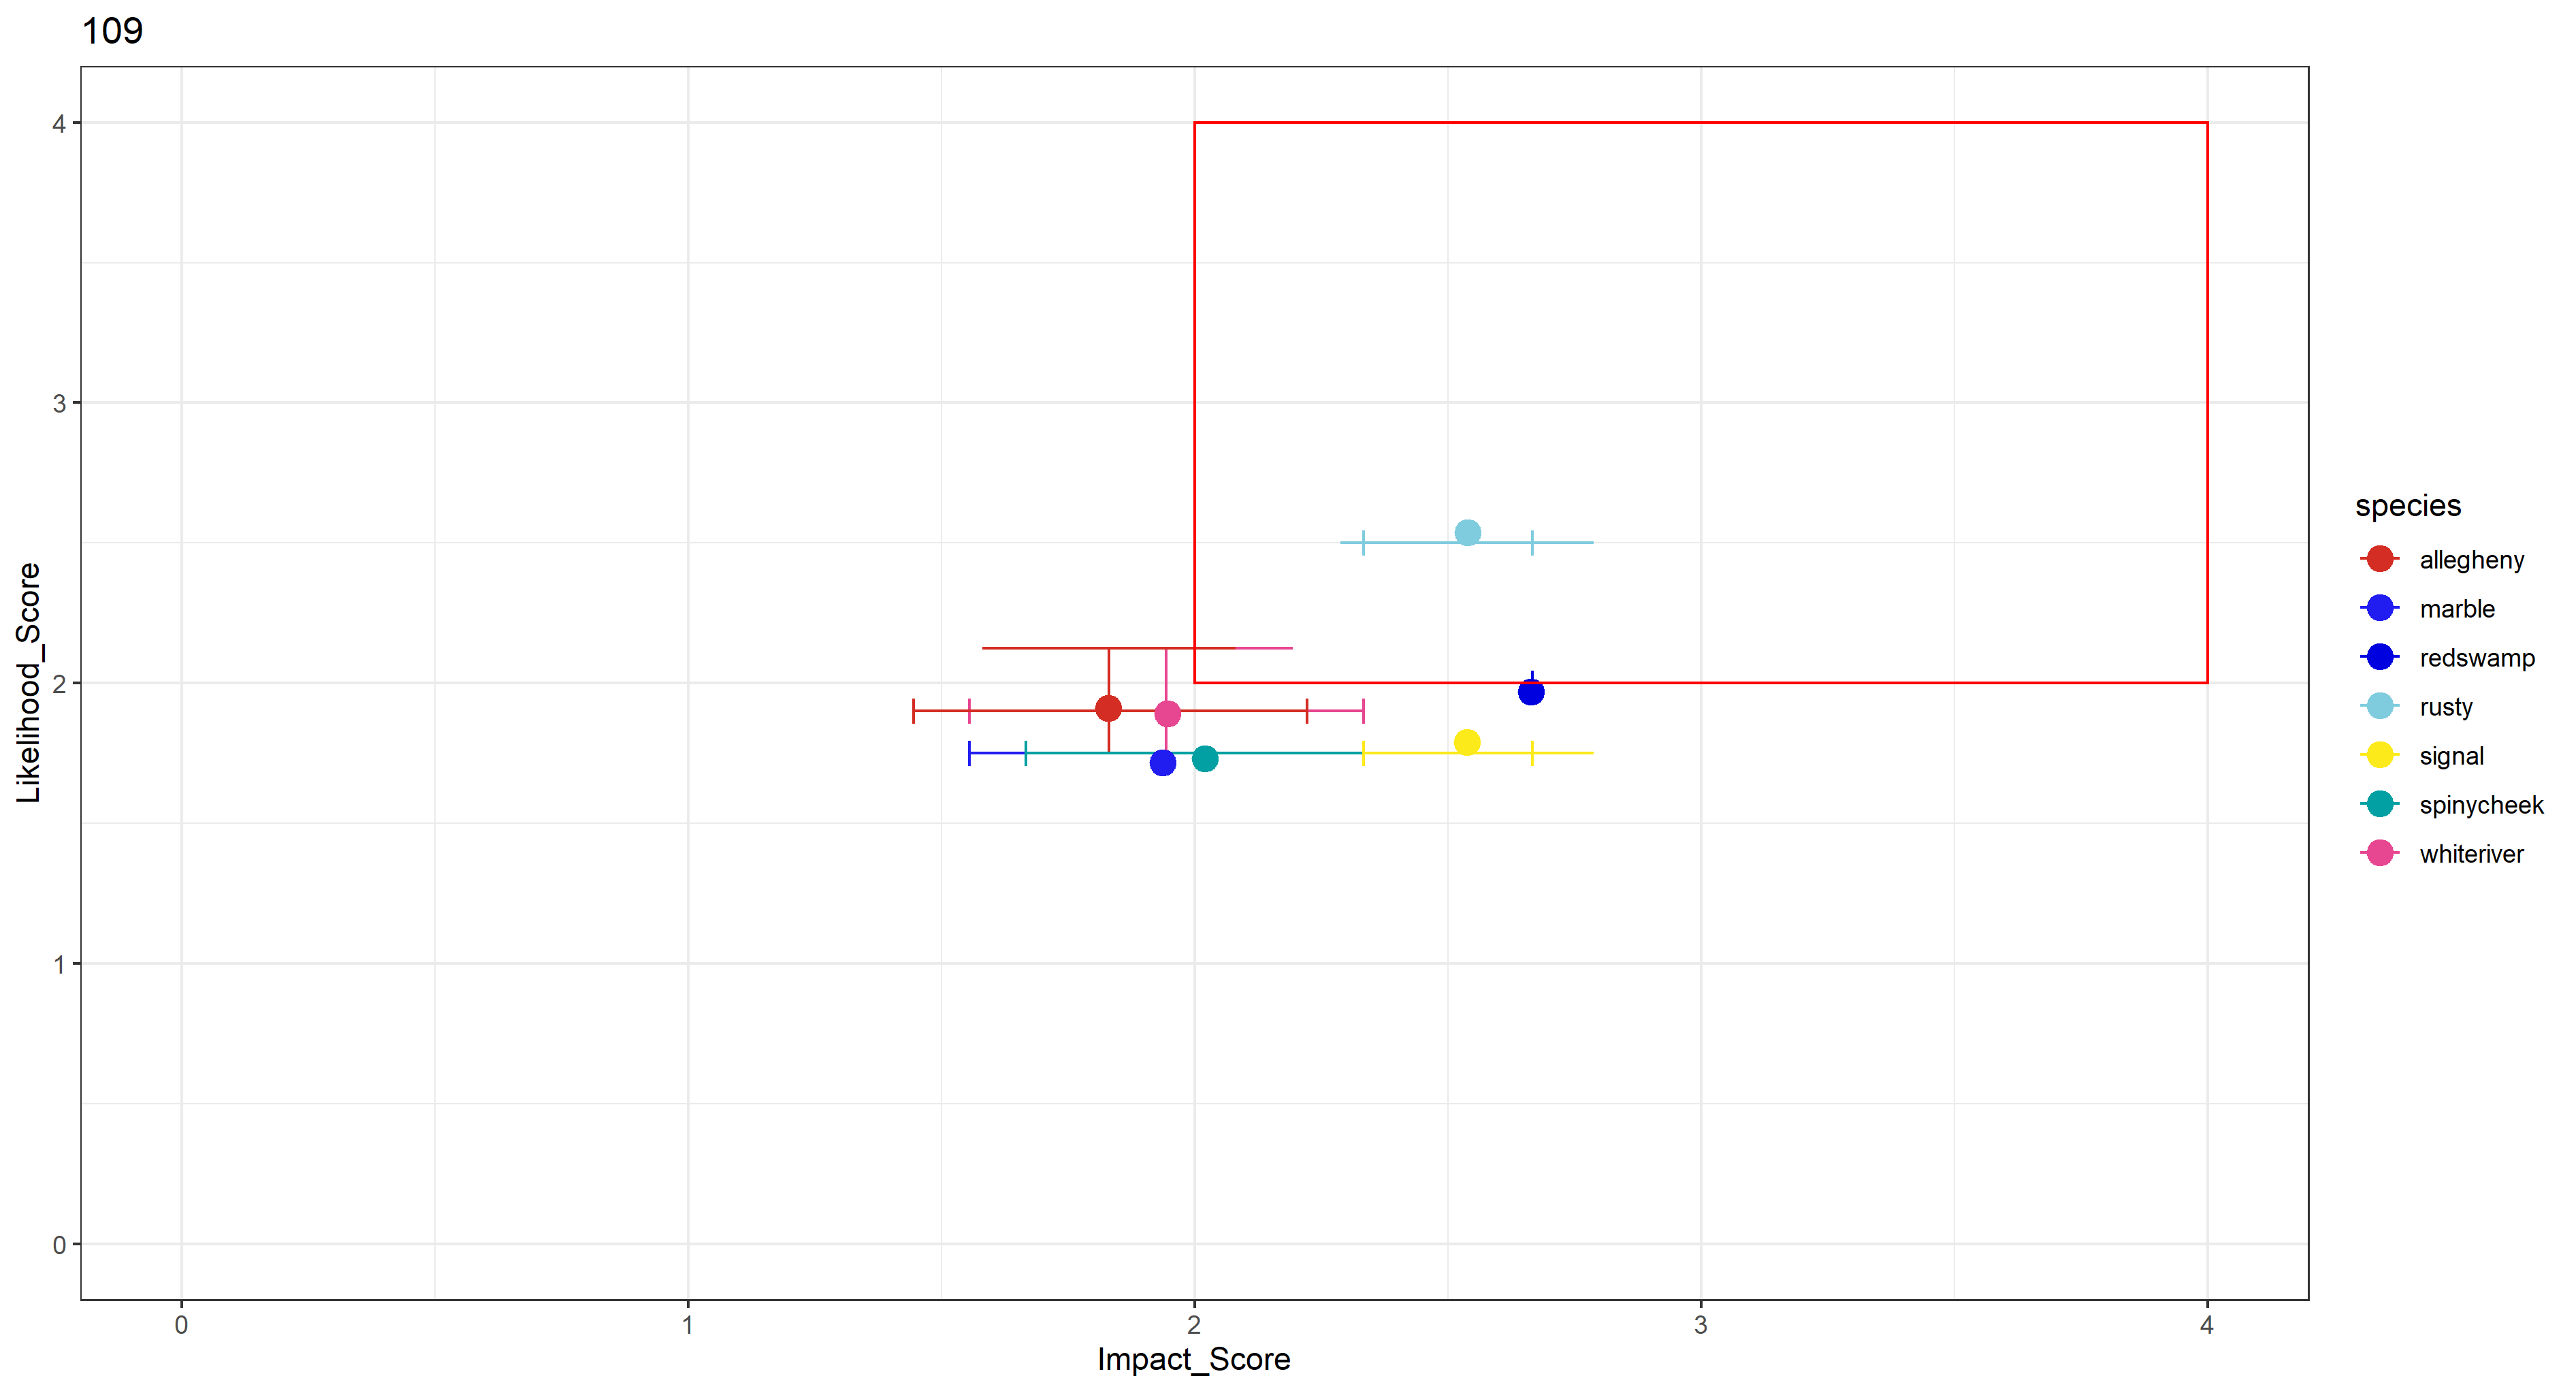 109
4
3
2
1
0
Likelihood_Score
0 1 2 3 4
Impact_Score
species
allegheny
marble
redswamp
rusty
signal
spinycheek
whiteriver